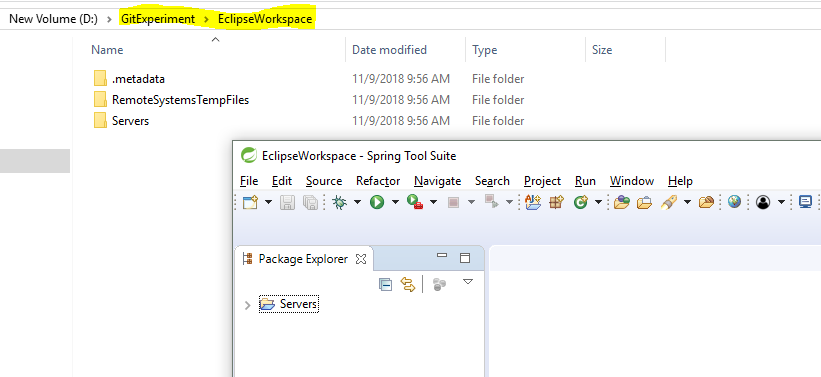 New Volume (D:) > GitExperiment > EclipseWorkspace
Name Date modified Type Size
.metadata 11/9/2018 9:56 AM File folder
RemoteSystemsTempFiles 11/9/2018 9:56 AM File folder
Servers 11/9/2018 9:56 AM File folder
EclipseWorkspace - Spring Tool Suite
File Edit Source Refactor Navigate Search Project Run Window Help
Package Explorer
Servers